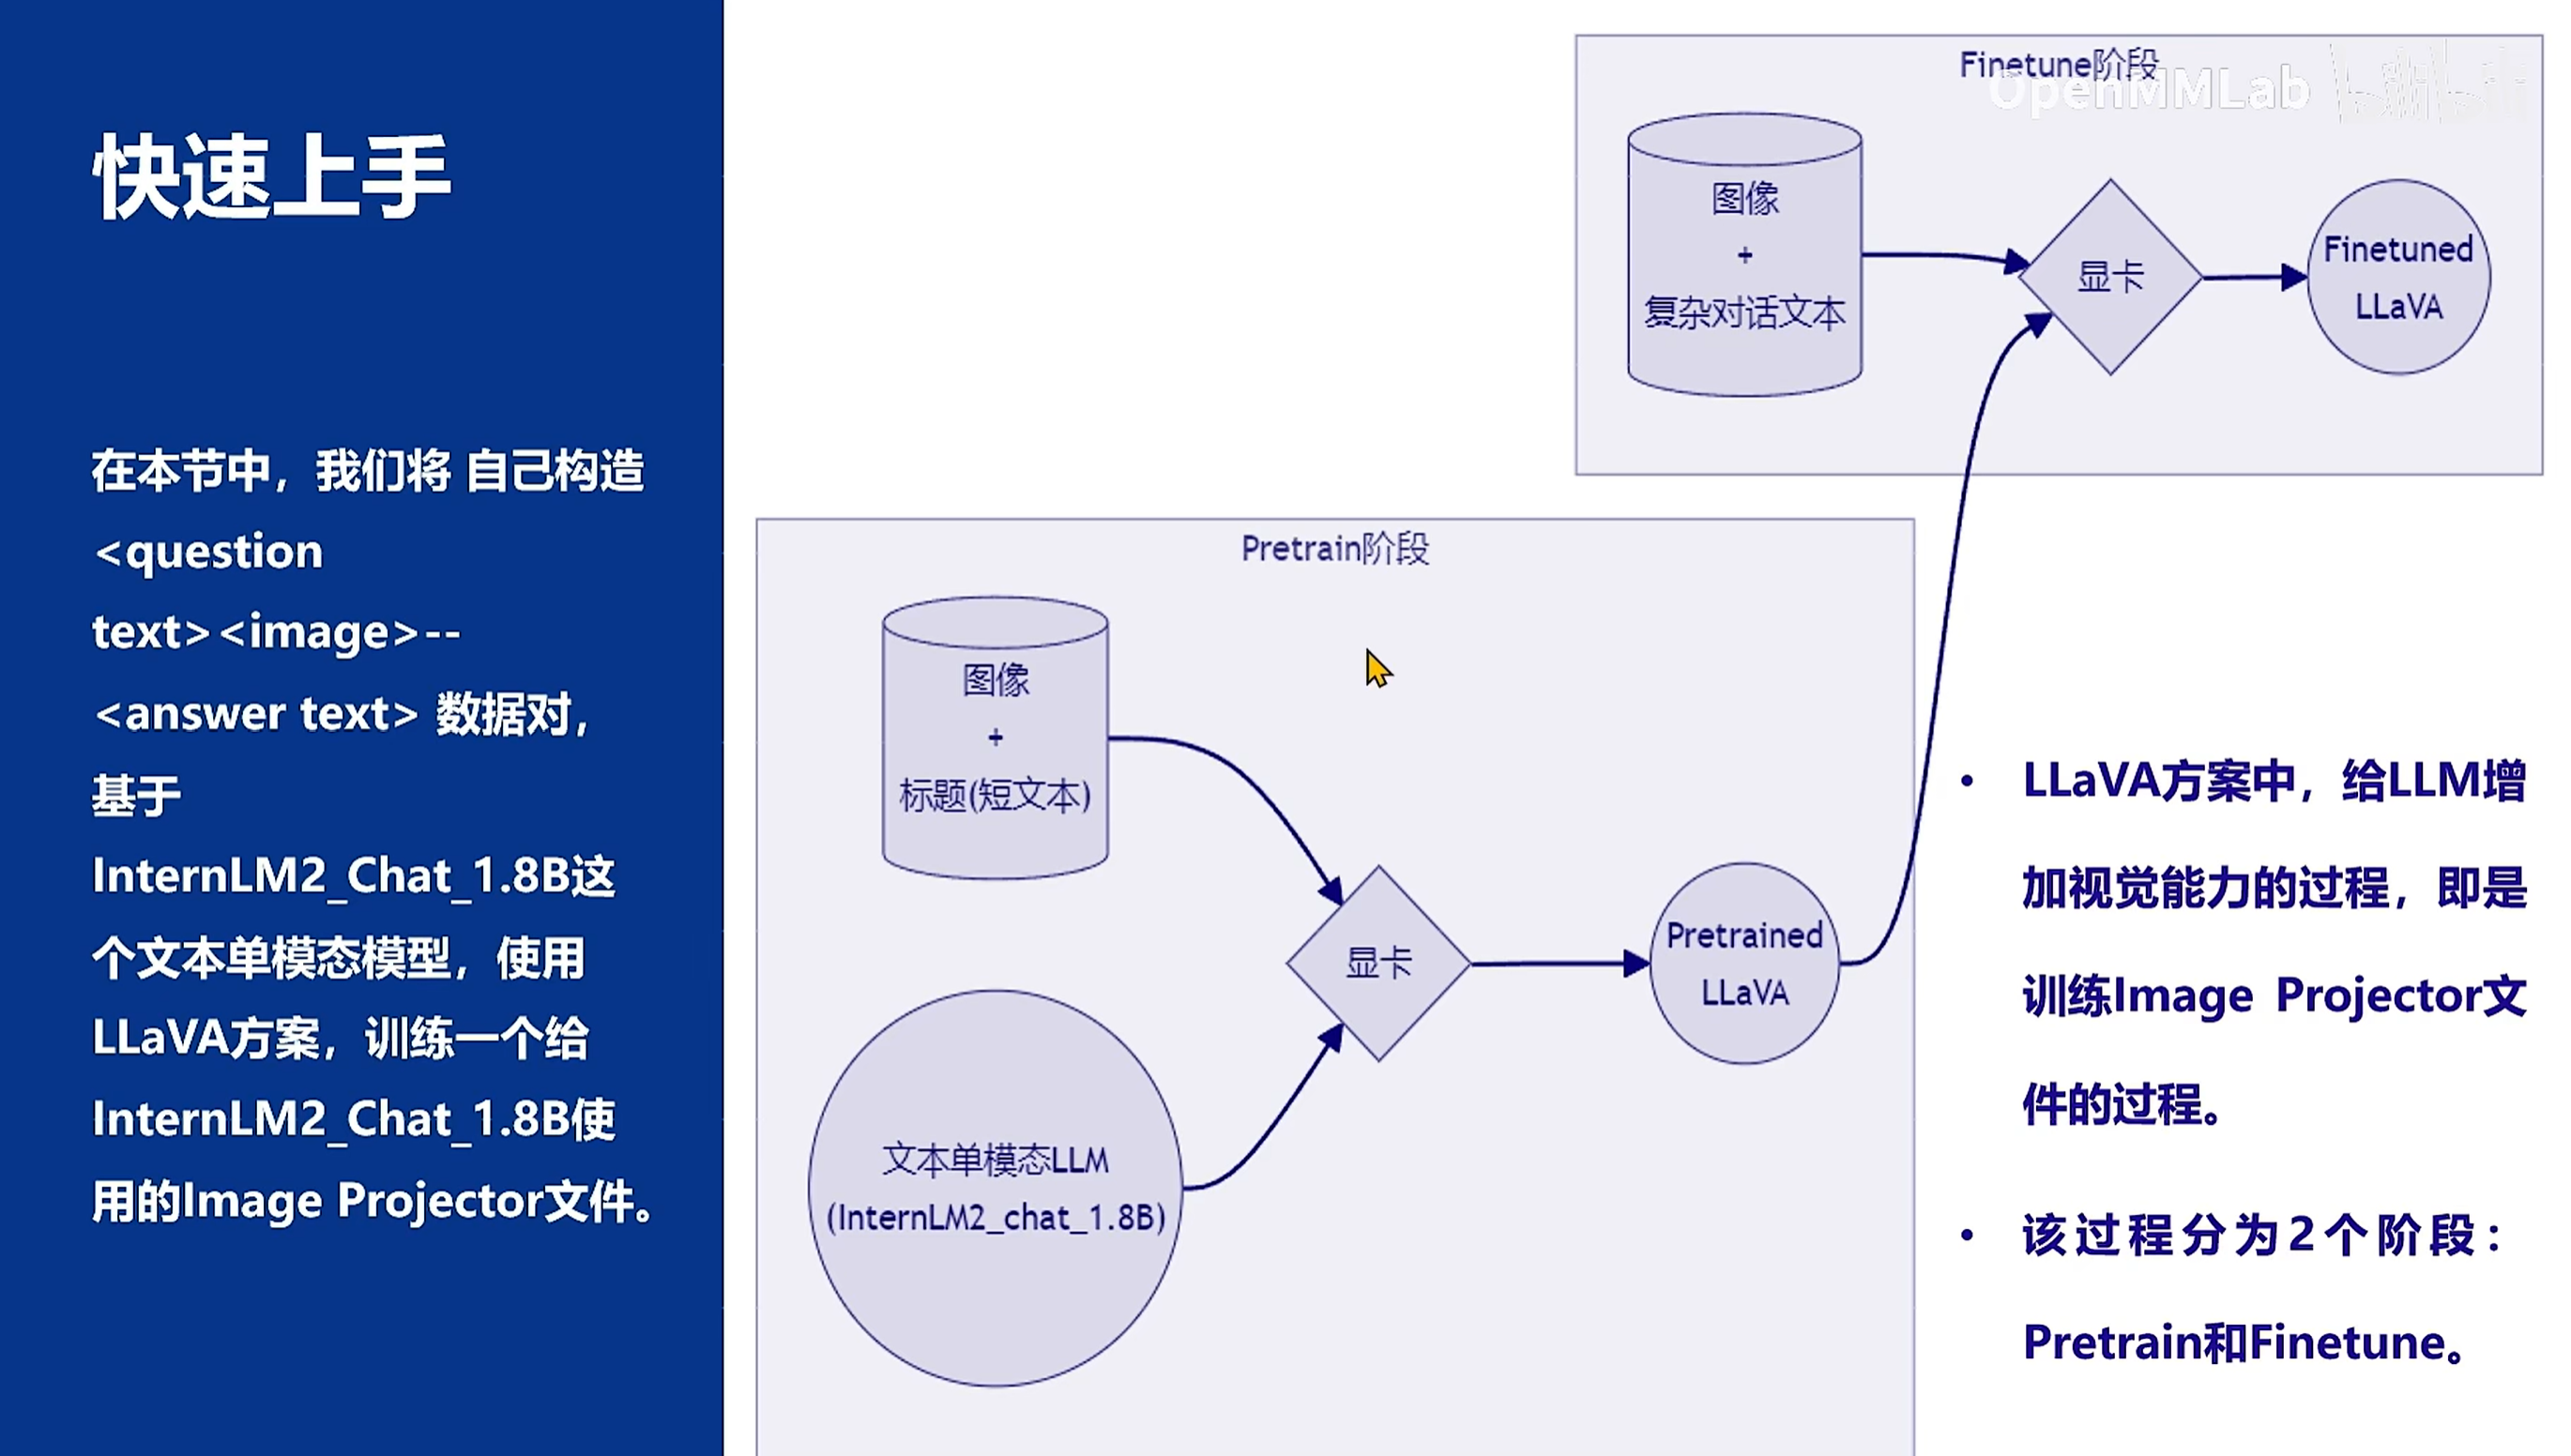 快速上手
在本节中，我们将 自己构造
<question
text><image>--
<answer text> 数据对，
基于
InternLM2_Chat_1.8B这
个文本单模态模型，使用
LLaVA方案，训练一个给
InternLM2_Chat_1.8B使
用的Image Projector文件。
Finetune阶段
OpenMMLab
图像
+
复杂对话文本
显卡
Finetuned
LLaVA
Pretrain阶段
图像
+
标题(短文本)
显卡
Pretrained
LLaVA
文本单模态LLM
(InternLM2_chat_1.8B)
• LLaVA方案中，给LLM增
加视觉能力的过程，即是
训练Image Projector文
件的过程。
• 该过程分为2个阶段：
Pretrain和Finetune。